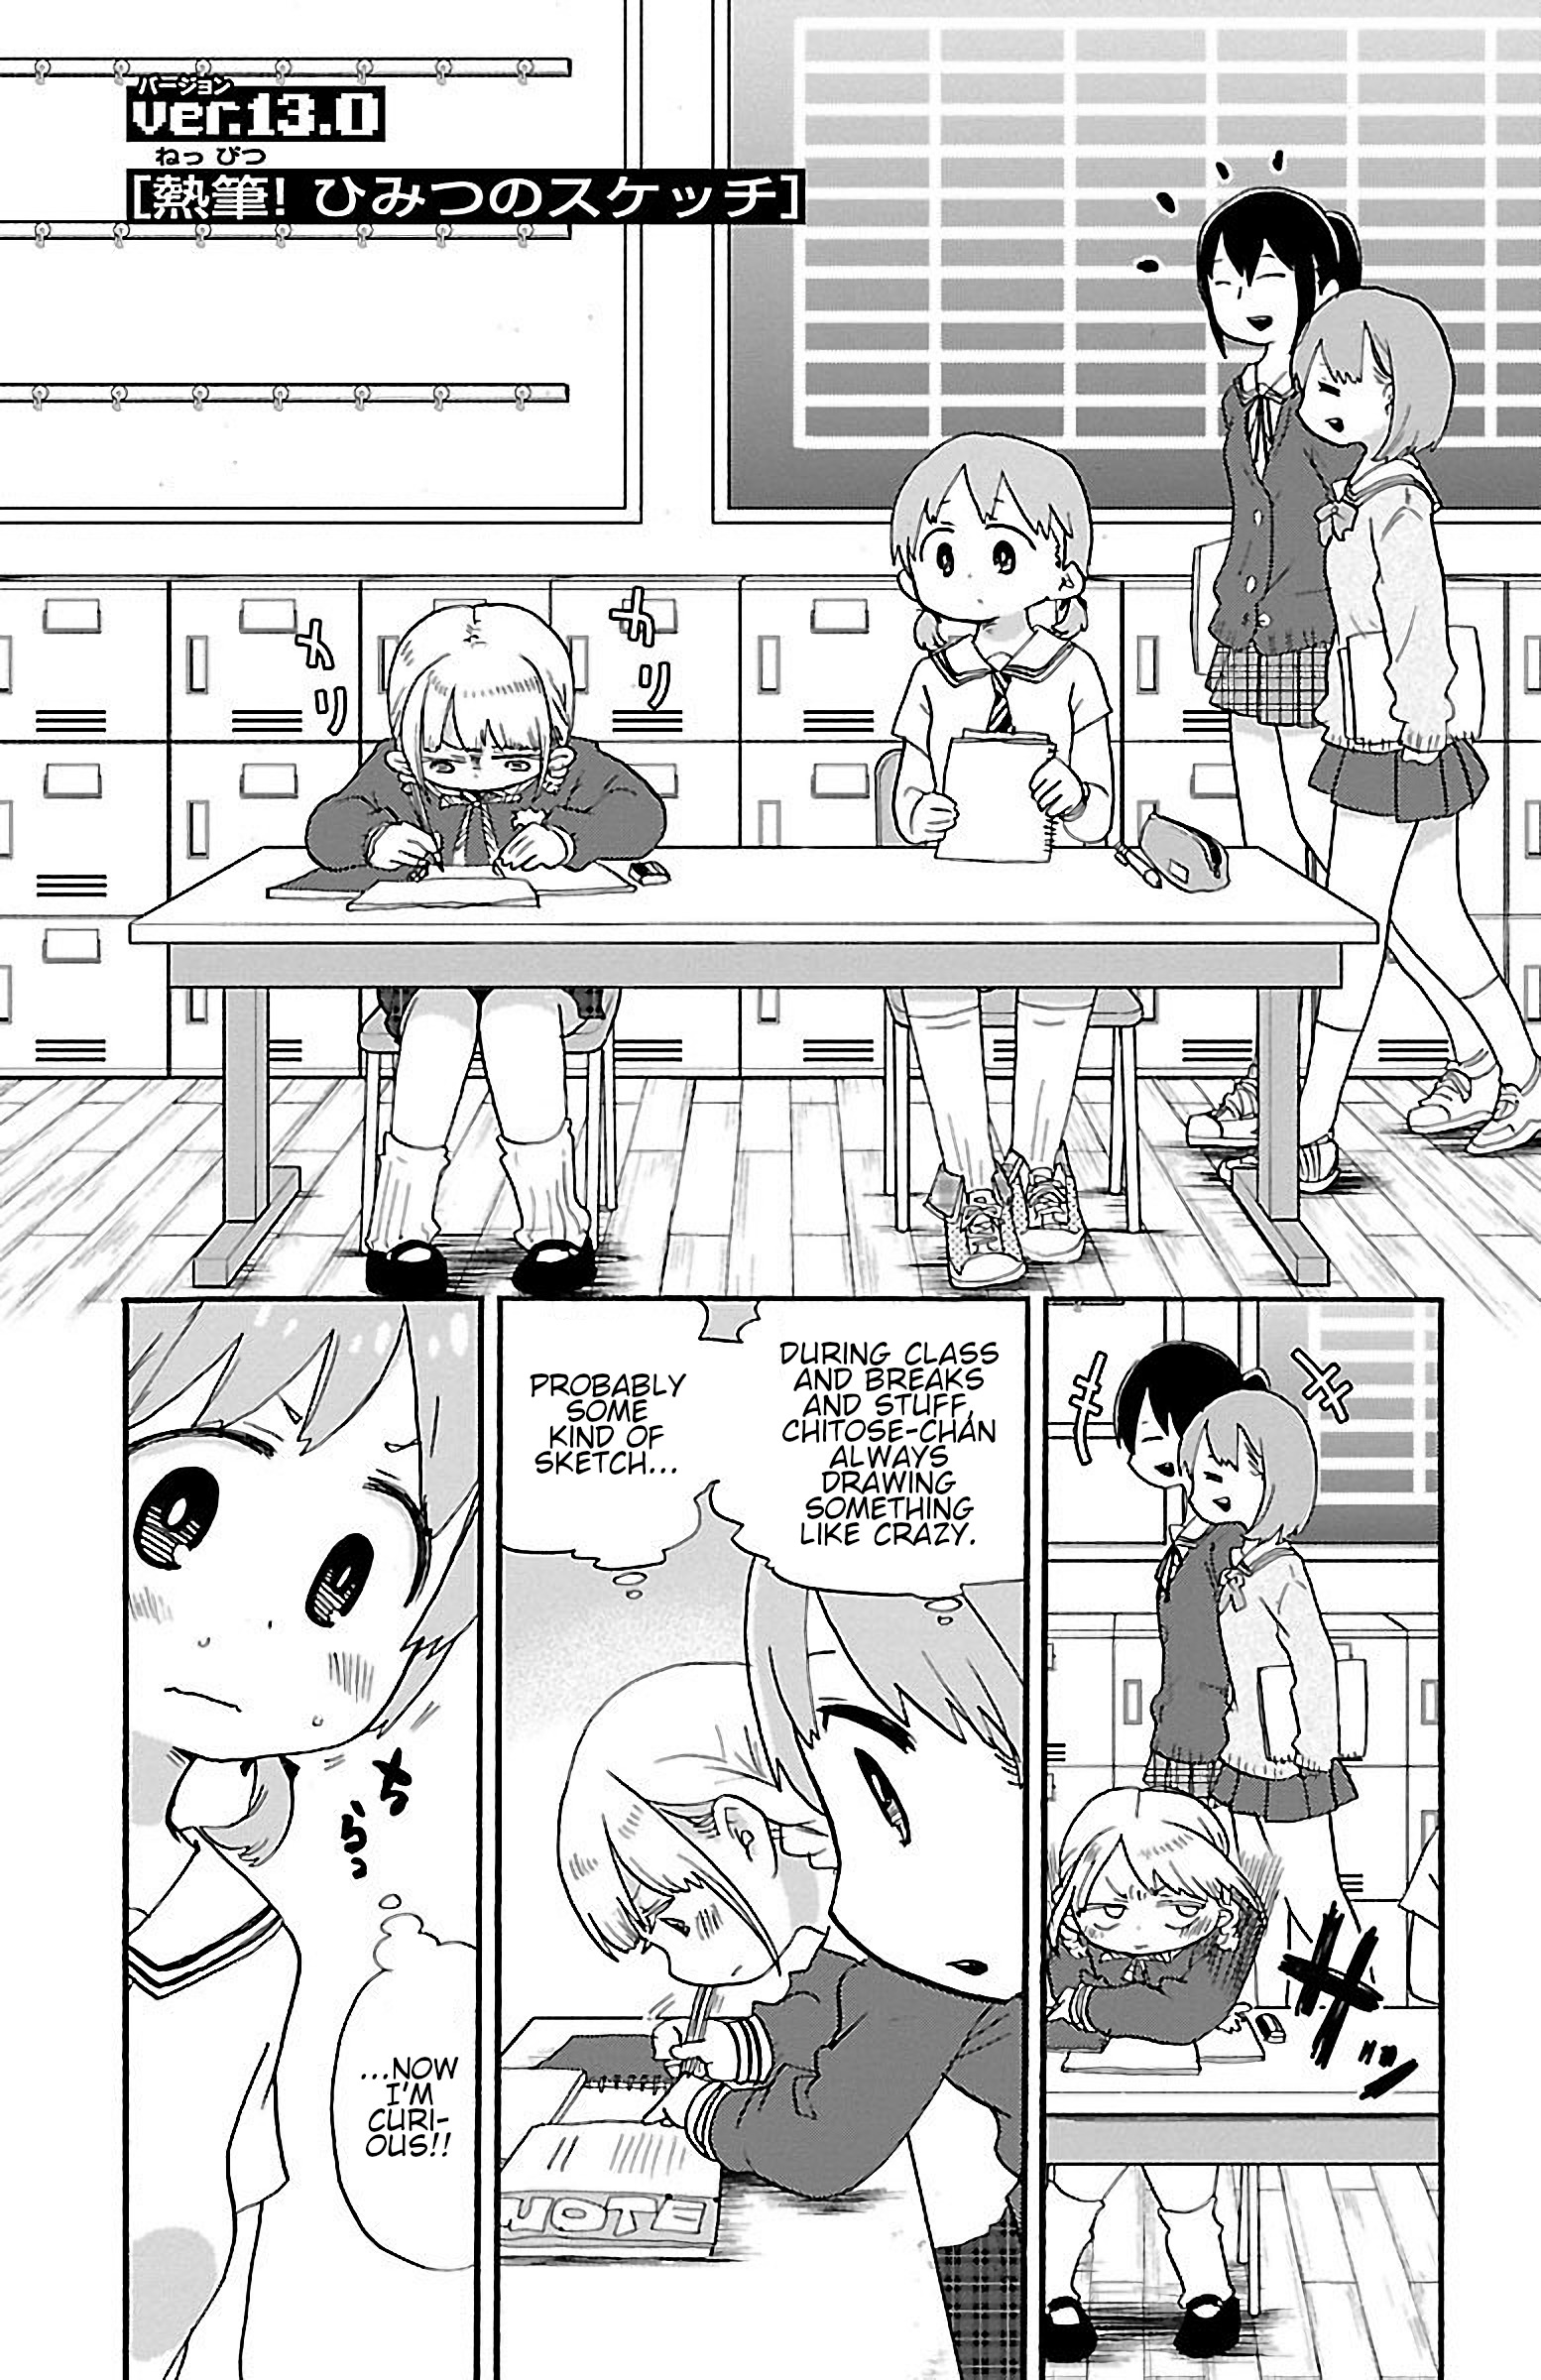 バージョン
ver.13.0
ねっ ぴつ
[熱筆! ひみつのスケッチ]
カリ
カリ
DURING CLASS
AND BREAKS
AND STUFF,
CHITOSE-CHAN
ALWAYS
DRAWING
SOMETHING
LIKE CRAZY.
PROBABLY
SOME
KIND OF
SKETCH...
NOTE
サッ
ちらっ
...NOW
I'M
CURI-
OUS!!